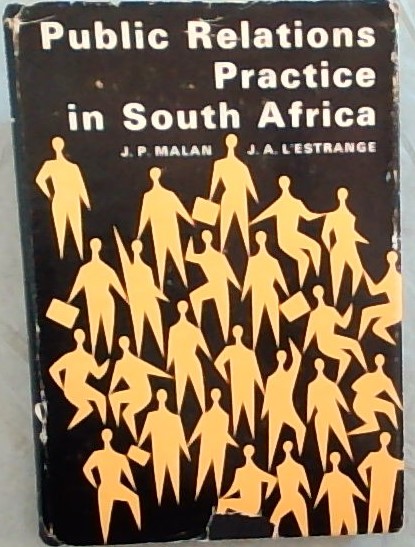 Public Relations
Practice
in South Africa
J. P. MALAN J. A. L'ESTRANGE